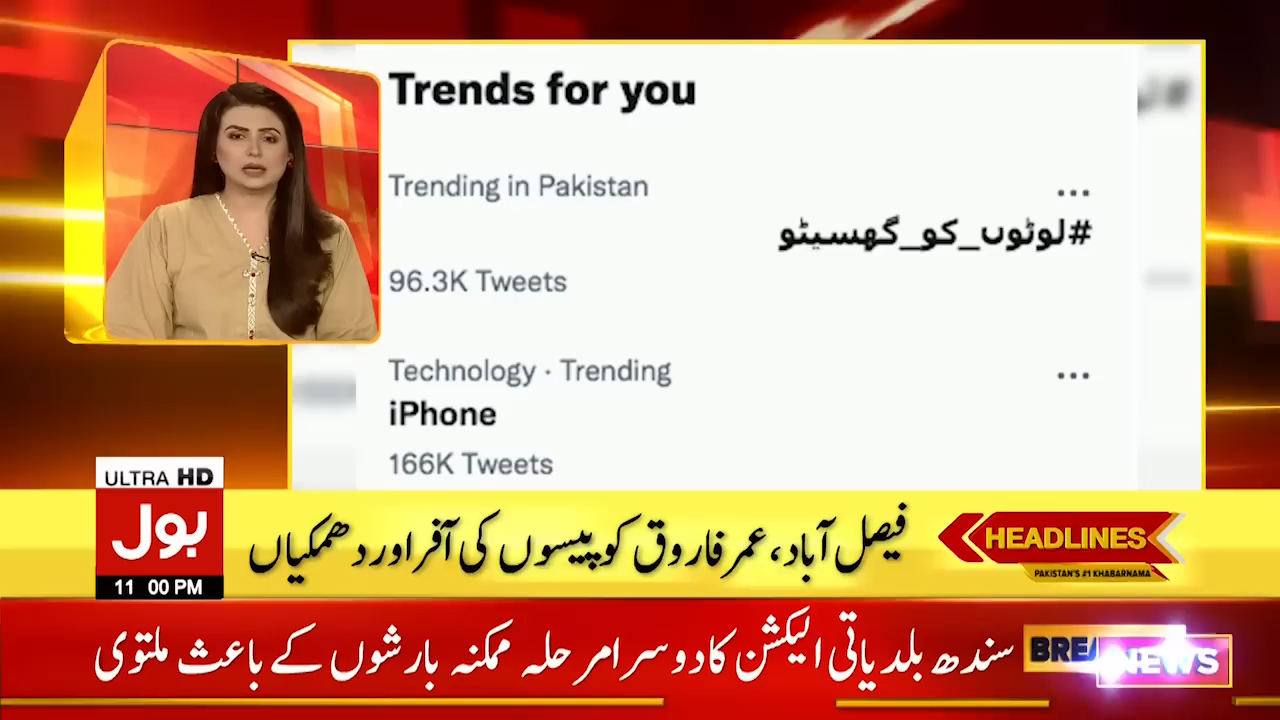 Trends for you
Trending in Pakistan
#لوٹوں_کو_گھسیٹو
96.3K Tweets
Technology · Trending
iPhone
166K Tweets
ULTRA HD
بول
11 00 PM
فیصل آباد، عمر فاروق کو پیسوں کی آفر اور دھمکیاں
HEADLINES
PAKISTAN'S #1 KHABARNAMA
سندھ بلدیاتی الیکشن کا دوسرا مرحلہ ممکنہ بارشوں کے باعث ملتوی
NEWS